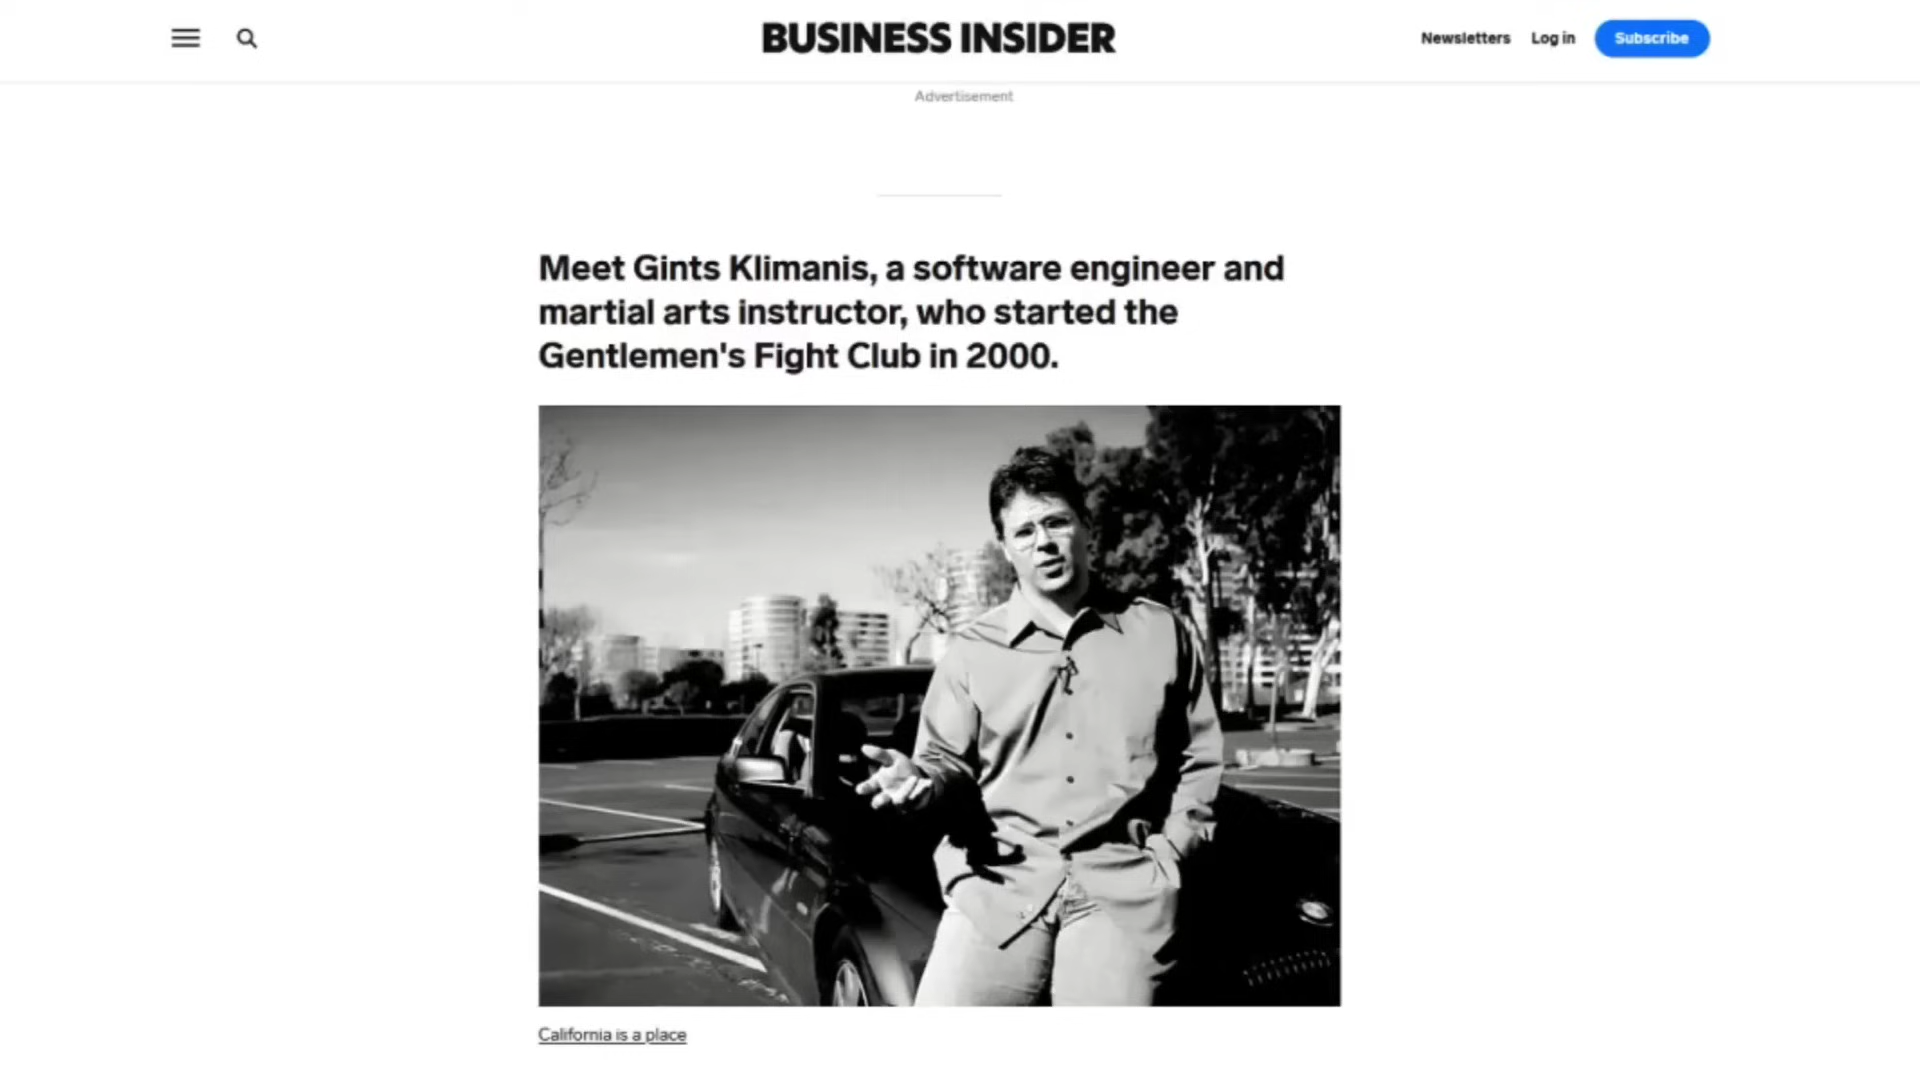 BUSINESS INSIDER
Newsletters
Log in
Subscribe
Advertisement
Meet Gints Klimanis, a software engineer and
martial arts instructor, who started the
Gentlemen's Fight Club in 2000.
California is a place